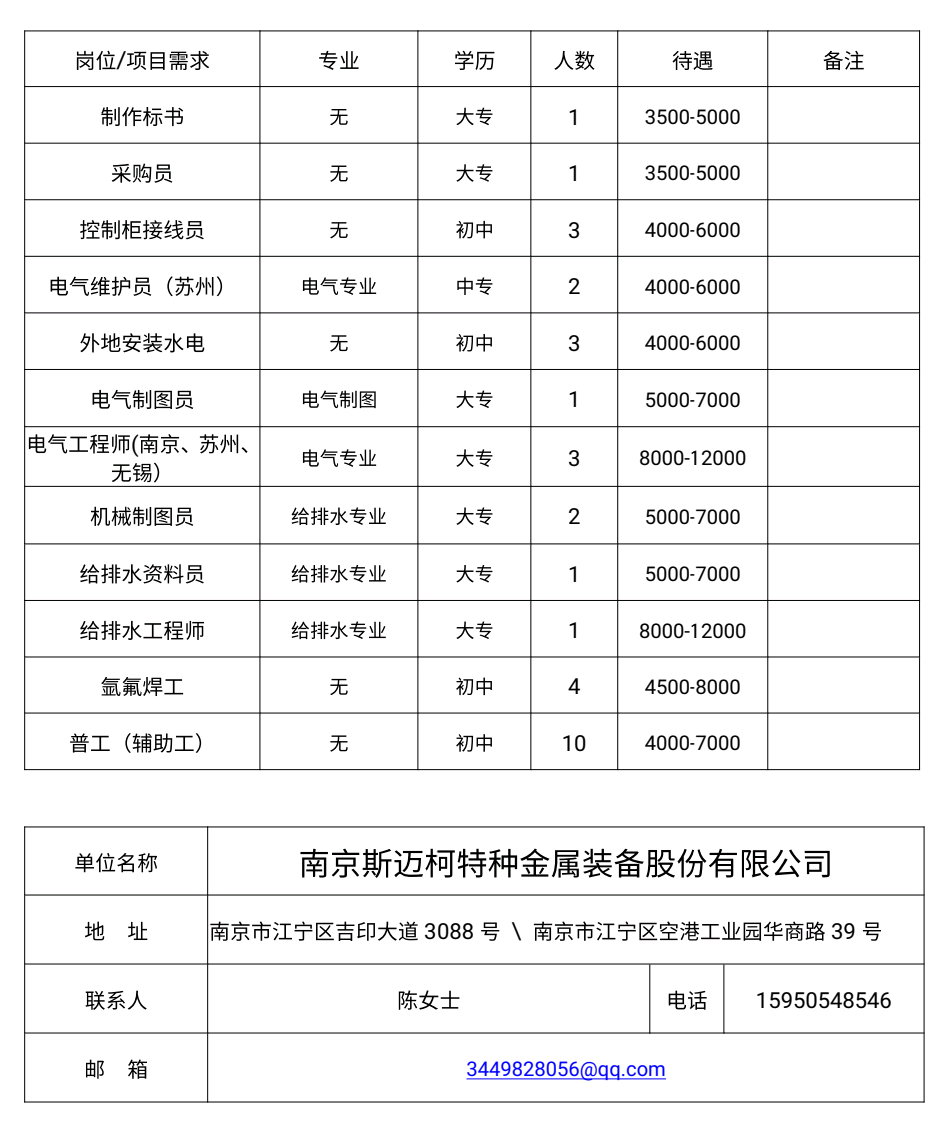 岗位/项目需求 专业 学历 人数 待遇 备注
制作标书 无 大专 1 3500-5000
采购员 无 大专 1 3500-5000
控制柜接线员 无 初中 3 4000-6000
电气维护员（苏州） 电气专业 中专 2 4000-6000
外地安装水电 无 初中 3 4000-6000
电气制图员 电气制图 大专 1 5000-7000
电气工程师(南京、苏州、
无锡） 电气专业 大专 3 8000-12000
机械制图员 给排水专业 大专 2 5000-7000
给排水资料员 给排水专业 大专 1 5000-7000
给排水工程师 给排水专业 大专 1 8000-12000
氩氟焊工 无 初中 4 4500-8000
普工（辅助工） 无 初中 10 4000-7000
单位名称 南京斯迈柯特种金属装备股份有限公司
地 址 南京市江宁区吉印大道 3088 号 \ 南京市江宁区空港工业园华商路 39 号
联系人 陈女士 电话 15950548546
邮 箱 3449828056@qq.com